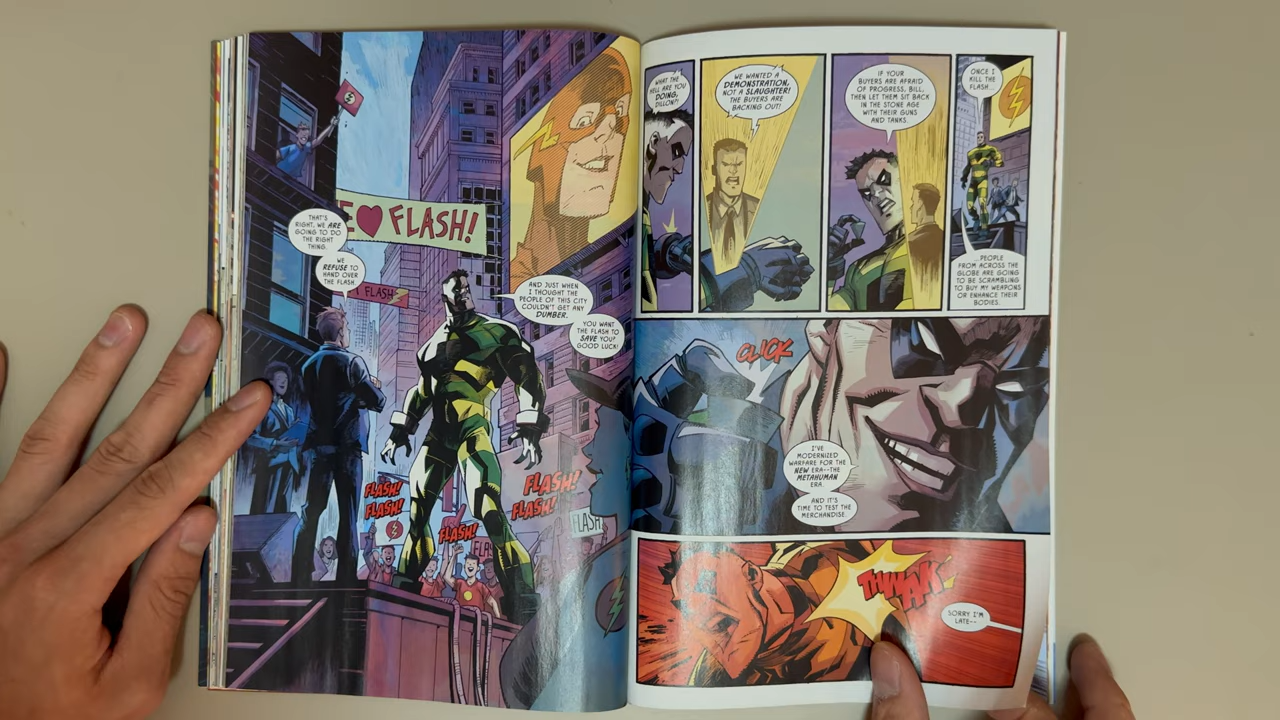 E ♥ FLASH!
THAT'S
RIGHT, WE ARE
GOING TO DO
THE RIGHT
THING.
WE
REFUSE TO
HAND OVER
THE FLASH.
FLASH
AND JUST WHEN
I THOUGHT THE
PEOPLE OF THIS CITY
COULDN'T GET ANY
DUMBER.
YOU WANT
THE FLASH TO
SAVE YOU?
GOOD LUCK!
FLASH!
FLASH!
FLASH!
FLASH!
FLASH!
FLASH
FLASH
WHAT THE
HELL ARE YOU
DOING,
DILLON?!
WE WANTED A
DEMONSTRATION,
NOT A SLAUGHTER!
THE BUYERS ARE
BACKING OUT!
IF YOUR
BUYERS ARE AFRAID
OF PROGRESS, BILL,
THEN LET THEM SIT BACK
IN THE STONE AGE
WITH THEIR GUNS
AND TANKS.
ONCE I
KILL THE
FLASH...
...PEOPLE
FROM ACROSS THE
GLOBE ARE GOING
TO BE SCRAMBLING
TO BUY MY WEAPONS
OR ENHANCE THEIR
BODIES.
CLICK
I'VE
MODERNIZED
WARFARE FOR THE
NEW ERA--THE
METAHUMAN
ERA.
AND IT'S
TIME TO TEST THE
MERCHANDISE.
THWAK!
SORRY I'M
LATE--